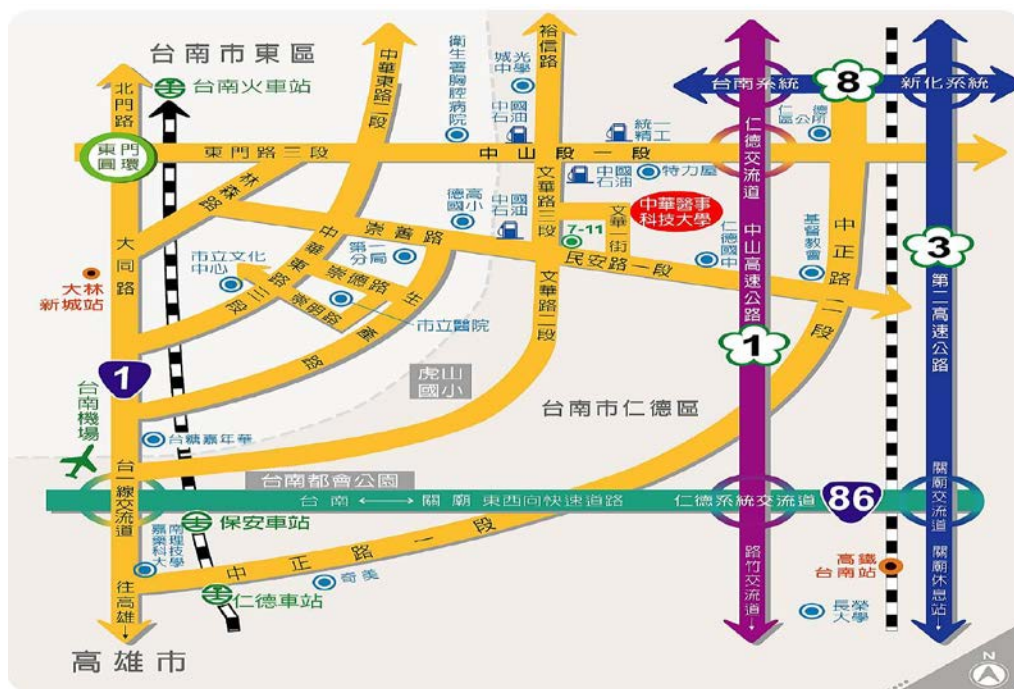 台南市東區
台南火車站
北門路
東門圓環
東門路三段
林森路
大同路
大林
新城站
1
台南機場
台一線交流道
往高雄
高雄市
中華東路二段
中華東路三段
衛生署胸腔病院
城光
中學
裕信路
中國
石油
統一
精工
中山段一段
中國
石油
特力屋
德高
國小
中國
石油
文華路三段
文華一街
中華醫事
科技大學
7-11
崇善路
民安路一段
第一
分局
市立文化
中心
崇德路
崇明路
生產路
市立醫院
文華路二段
虎山
國小
台南市仁德區
台糖嘉年華
台南都會公園
台南
關廟
東西向快速道路
仁德系統交流道
86
保安車站
嘉南
樂理
科技
大學
中正路一段
奇美
仁德車站
台南系統
8
新化系統
仁德
區公所
仁德交流道
中山高速公路
1
仁德
國中
基督教會
中正路二段
3
第二高速公路
關廟交流道
關廟休息站
路竹交流道
高鐵
台南站
長榮
大學
N